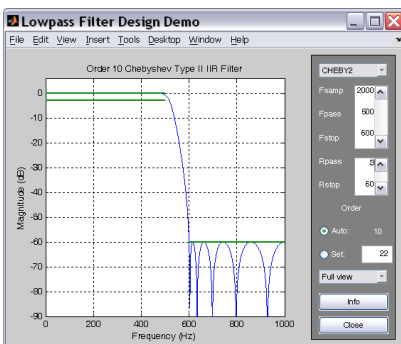 Lowpass Filter Design Demo
File Edit View Insert Tools Desktop Window Help
Order 10 Chebyshev Type II IIR Filter
Magnitude (dB)
0
-10
-20
-30
-40
-50
-60
-70
-80
-90
0 200 400 600 800 1000
Frequency (Hz)
CHEBY2
Fsamp 2000
Fpass 500
Fstop 600
Rpass 3
Rstop 60
Order
Auto: 10
Set: 22
Full view
Info
Close